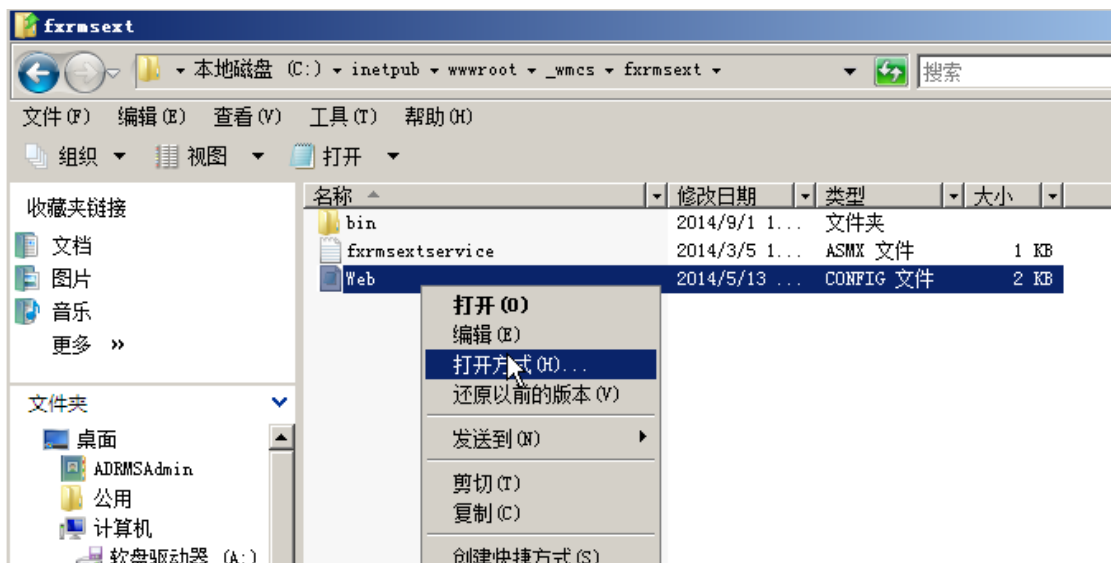 fxrmsext
本地磁盘 (C:) inetpub wwwroot _wmcs fxrmsext 搜索
文件(F) 编辑(E) 查看(V) 工具(T) 帮助(H)
组织 视图 打开
收藏夹链接
文档
图片
音乐
更多 »
文件夹
桌面
ADRMSAdmin
公用
计算机
软盘驱动器 (A:)
名称 修改日期 类型 大小
bin 2014/9/1 1... 文件夹
fxrmsextservice 2014/3/5 1... ASMX 文件 1 KB
Web 2014/5/13 ... CONFIG 文件 2 KB
打开(O)
编辑(E)
打开方式(H)...
还原以前的版本(V)
发送到(N)
剪切(T)
复制(C)
创建快捷方式(S)